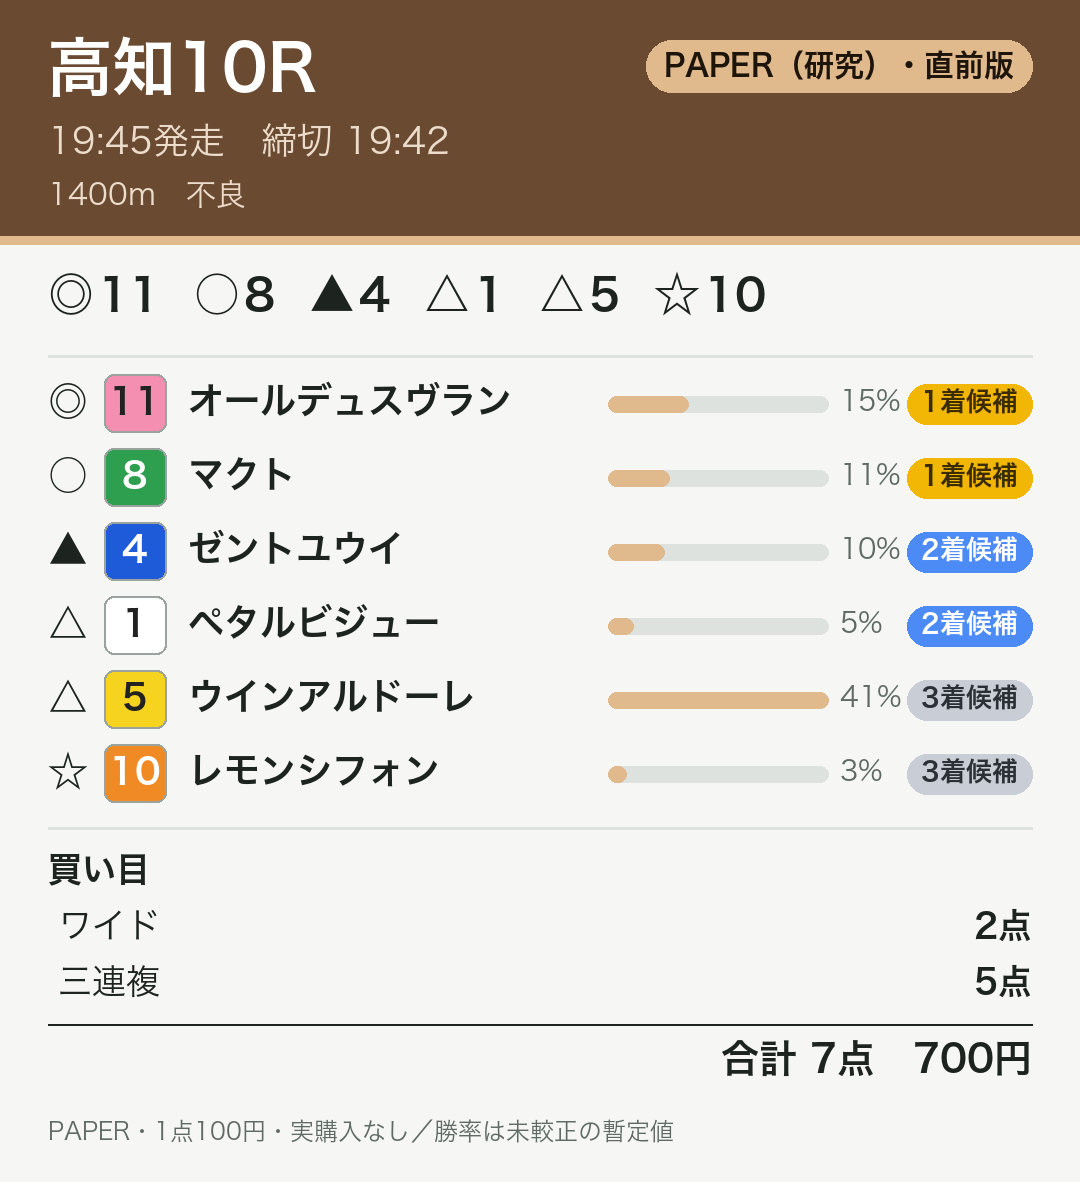 高知10R
PAPER（研究）・直前版
19:45発走　締切 19:42
1400m　不良
◎11 ○8 ▲4 △1 △5 ☆10
◎ 11 オールデュスヴラン 15% 1着候補
○ 8 マクト 11% 1着候補
▲ 4 ゼントユウイ 10% 2着候補
△ 1 ペタルビジュー 5% 2着候補
△ 5 ウインアルドーレ 41% 3着候補
☆ 10 レモンシフォン 3% 3着候補
買い目
ワイド 2点
三連複 5点
合計 7点　700円
PAPER・1点100円・実購入なし／勝率は未較正の暫定値